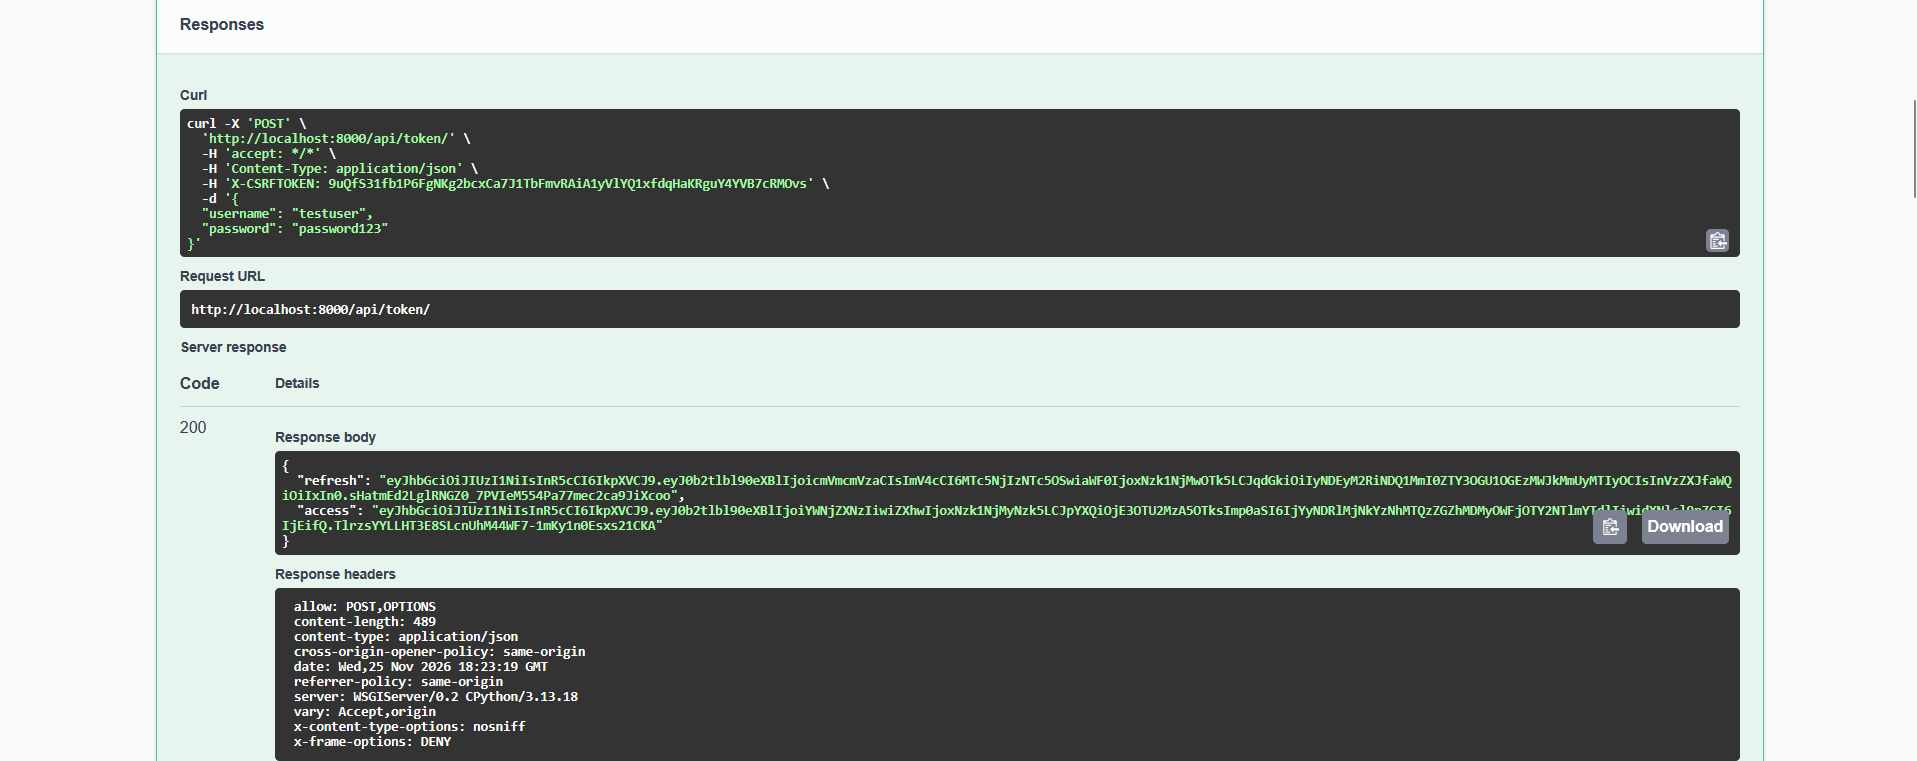 Responses
Curl
curl -X 'POST' \
'http://localhost:8000/api/token/' \
-H 'accept: */*' \
-H 'Content-Type: application/json' \
-H 'X-CSRFTOKEN: 9uQfS31fb1P6FgNKg2bcxCa7J1TbFmvRAiA1yVlYQ1xfdqHaKRguY4YVB7cRMOvs' \
-d '{
"username": "testuser",
"password": "password123"
}'
Request URL
http://localhost:8000/api/token/
Server response
Code Details
200
Response body
{
"refresh": "eyJhbGciOiJIUzI1NiIsInR5cCI6IkpXVCJ9.eyJ0b2tlbl90eXBlIjoicmVmcmVzaCIsImV4cCI6MTc5NjIzNTc5OSwiaWF0IjoxNzk1NjMwOTk5LCJqdGkiOiIyNDEyM2RiNDQ1MmI0ZTY3OGU1OGEzMWJkMmUyMTIyOCIsInVzZXJfaWQ
iOiIxIn0.sHatmEd2LglRNGZ0_7PVIeM554Pa77mec2ca9JiXcoo",
"access":
IjEifQ.TlrzsYYLLHT3E8SLcnUhM44WF7-1mKy1n0Esxs21CKA"
}
Download
Response headers
allow: POST,OPTIONS
content-length: 489
content-type: application/json
cross-origin-opener-policy: same-origin
date: Wed,25 Nov 2026 18:23:19 GMT
referrer-policy: same-origin
server: WSGIServer/0.2 CPython/3.13.18
vary: Accept,origin
x-content-type-options: nosniff
x-frame-options: DENY